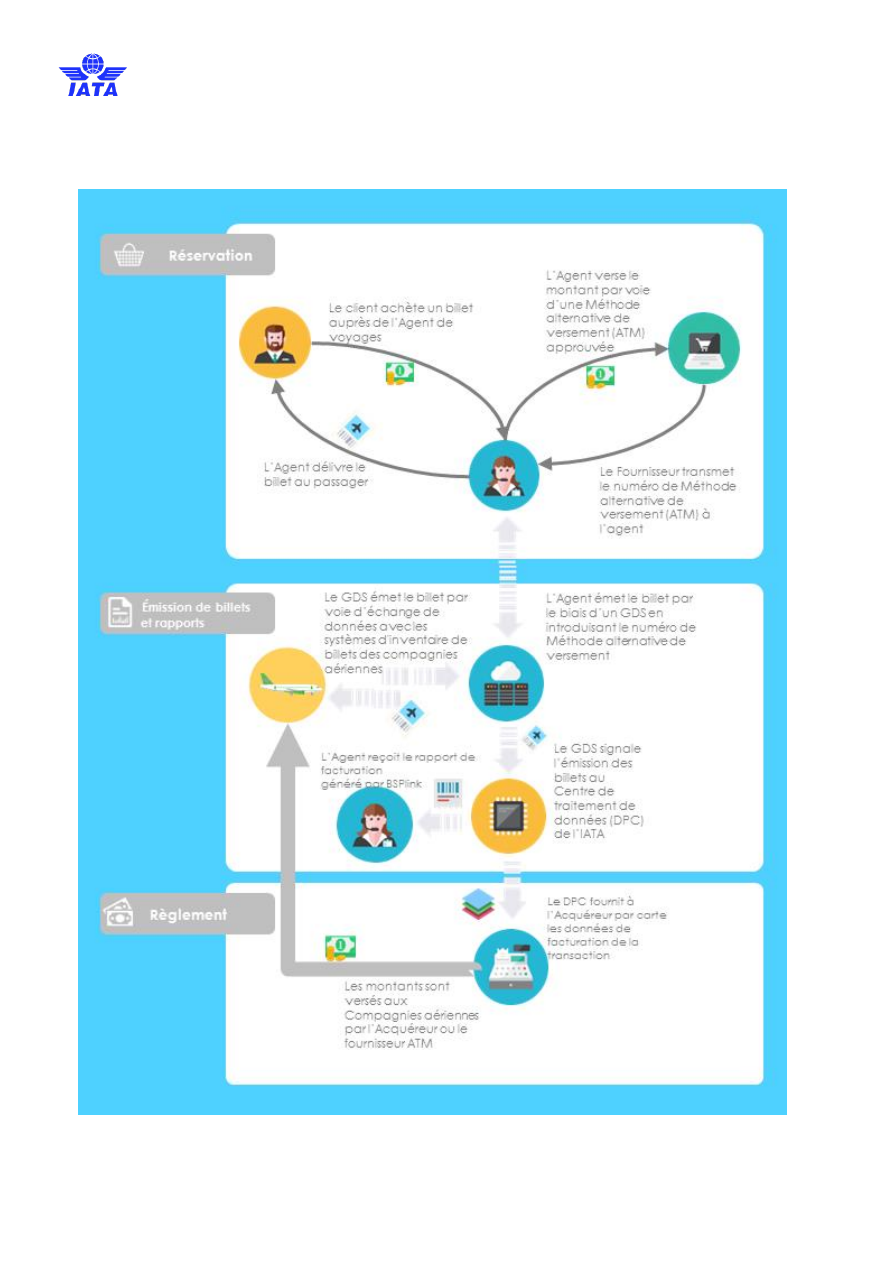 IATA
Réservation
Le client achète un billet
auprès de l'Agent de
voyages
L'Agent verse le
montant par voie
d'une Méthode
alternative de
versement (ATM)
approuvée
L'Agent délivre le
billet au passager
Le Fournisseur transmet
le numéro de Méthode
alternative de
versement (ATM) à
l'agent
Émission de billets
et rapports
Le GDS émet le billet par
voie d'échange de
données avec les
systèmes d'inventaire de
billets des compagnies
aériennes
L'Agent émet le billet par
le biais d'un GDS en
introduisant le numéro de
Méthode alternative de
versement
Le GDS signale
l'émission des
billets au
Centre de
traitement de
données (DPC)
de l'IATA
L'Agent reçoit le rapport de
facturation
généré par BSPlink
Règlement
Le DPC fournit à
l'Acquéreur par carte
les données de
facturation de la
transaction
Les montants sont
versés aux
Compagnies aériennes
par l'Acquéreur ou le
fournisseur ATM